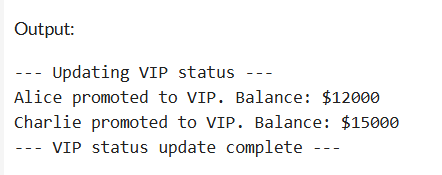 Output:
--- Updating VIP status ---
Alice promoted to VIP. Balance: $12000
Charlie promoted to VIP. Balance: $15000
--- VIP status update complete ---